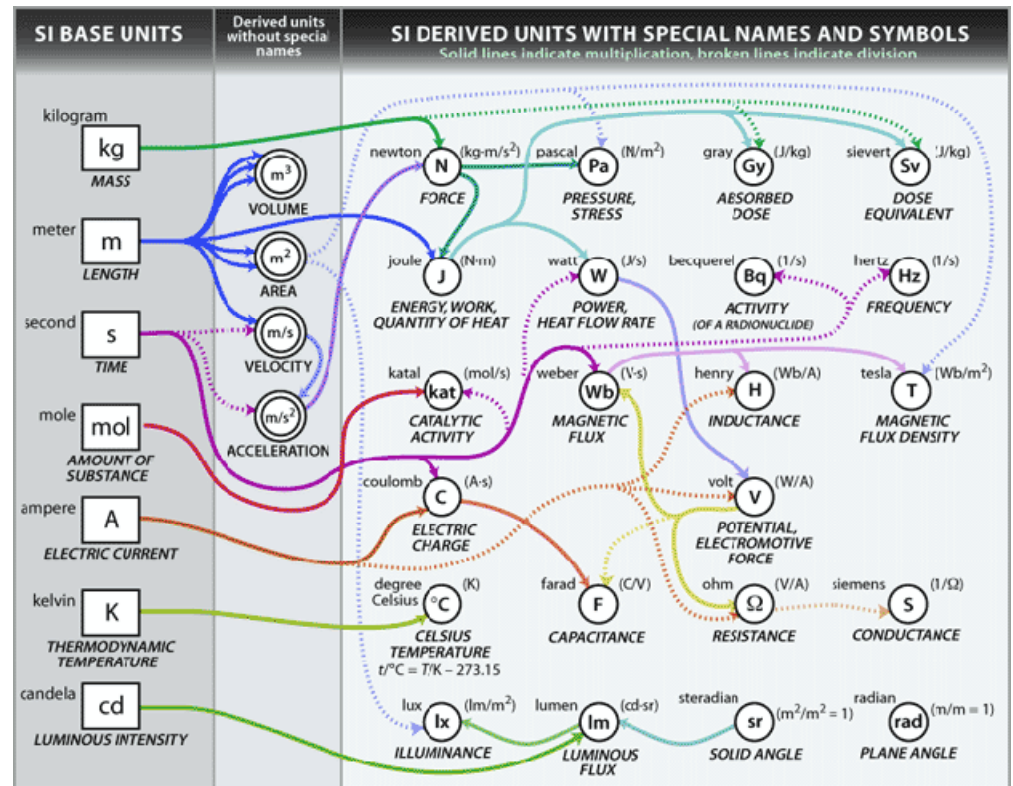 SI BASE UNITS
Derived units
without special
names
SI DERIVED UNITS WITH SPECIAL NAMES AND SYMBOLS
Solid lines indicate multiplication, broken lines indicate division
kilogram
kg
MASS
meter
m
LENGTH
second
s
TIME
mole
mol
AMOUNT OF
SUBSTANCE
ampere
A
ELECTRIC CURRENT
kelvin
K
THERMODYNAMIC
TEMPERATURE
candela
cd
LUMINOUS INTENSITY
m³
VOLUME
m²
AREA
m/s
VELOCITY
m/s²
ACCELERATION
newton N (kg·m/s²)
FORCE
pascal Pa (N/m²)
PRESSURE,
STRESS
gray Gy (J/kg)
ABSORBED
DOSE
sievert Sv (J/kg)
DOSE
EQUIVALENT
joule J (N·m)
ENERGY, WORK,
QUANTITY OF HEAT
watt W (J/s)
POWER,
HEAT FLOW RATE
becquerel Bq (1/s)
ACTIVITY
(OF A RADIONUCLIDE)
hertz Hz (1/s)
FREQUENCY
katal kat (mol/s)
CATALYTIC
ACTIVITY
weber Wb (V·s)
MAGNETIC
FLUX
henry H (Wb/A)
INDUCTANCE
tesla T (Wb/m²)
MAGNETIC
FLUX DENSITY
coulomb C (A·s)
ELECTRIC
CHARGE
volt V (W/A)
POTENTIAL,
ELECTROMOTIVE
FORCE
degree
Celsius °C (K)
CELSIUS
TEMPERATURE
t/°C = T/K – 273.15
farad F (C/V)
CAPACITANCE
ohm Ω (V/A)
RESISTANCE
siemens S (1/Ω)
CONDUCTANCE
lux lx (lm/m²)
ILLUMINANCE
lumen lm (cd·sr)
LUMINOUS
FLUX
steradian sr (m²/m² = 1)
SOLID ANGLE
radian rad (m/m = 1)
PLANE ANGLE